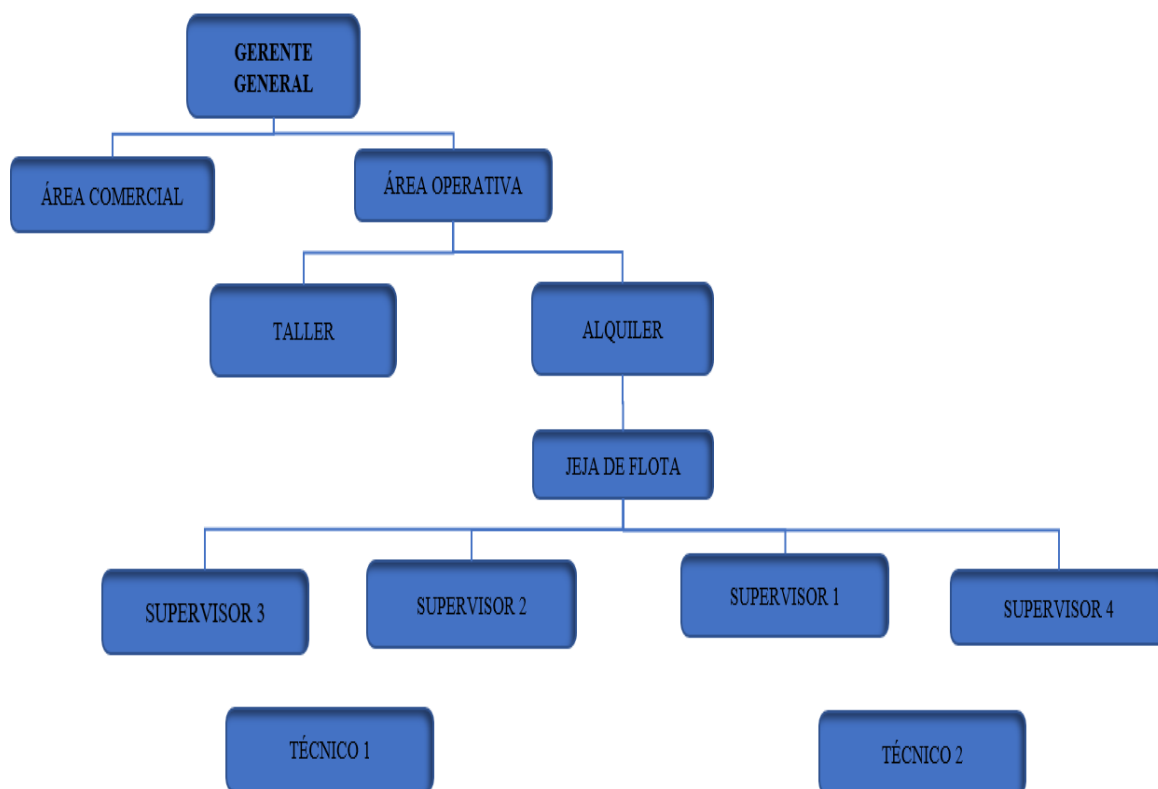 GERENTE
GENERAL
ÁREA COMERCIAL
ÁREA OPERATIVA
TALLER
ALQUILER
JEJA DE FLOTA
SUPERVISOR 3
SUPERVISOR 2
SUPERVISOR 1
SUPERVISOR 4
TÉCNICO 1
TÉCNICO 2